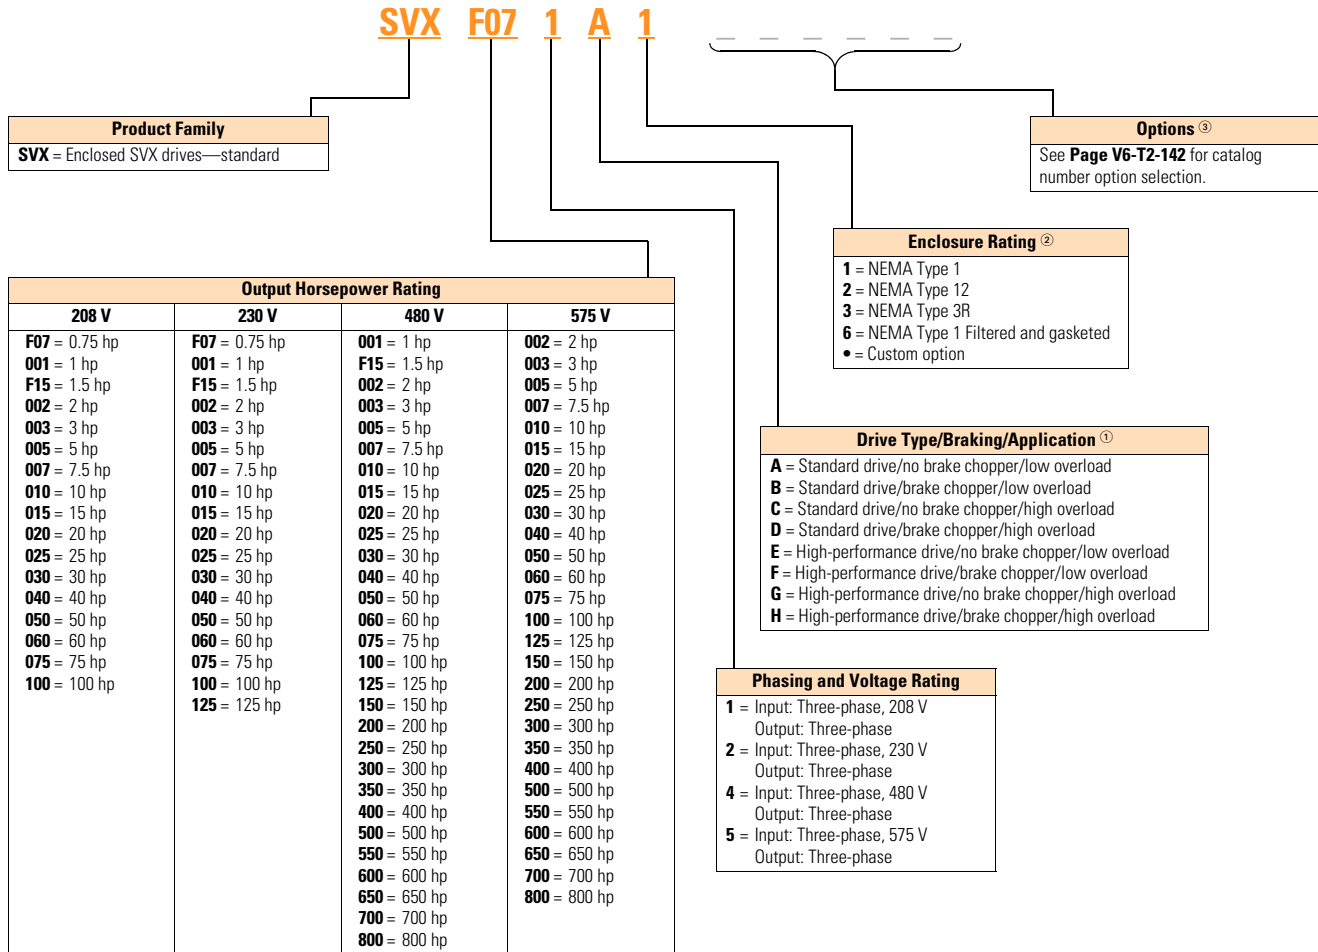 SVX F07 1 A 1 _ _ _ _ _ _
Product Family
SVX = Enclosed SVX drives—standard
Options ③
See Page V6-T2-142 for catalog
number option selection.
Enclosure Rating ②
1 = NEMA Type 1
2 = NEMA Type 12
3 = NEMA Type 3R
6 = NEMA Type 1 Filtered and gasketed
• = Custom option
Output Horsepower Rating
208 V
F07 = 0.75 hp
001 = 1 hp
F15 = 1.5 hp
002 = 2 hp
003 = 3 hp
005 = 5 hp
007 = 7.5 hp
010 = 10 hp
015 = 15 hp
020 = 20 hp
025 = 25 hp
030 = 30 hp
040 = 40 hp
050 = 50 hp
060 = 60 hp
075 = 75 hp
100 = 100 hp
230 V
F07 = 0.75 hp
001 = 1 hp
F15 = 1.5 hp
002 = 2 hp
003 = 3 hp
005 = 5 hp
007 = 7.5 hp
010 = 10 hp
015 = 15 hp
020 = 20 hp
025 = 25 hp
030 = 30 hp
040 = 40 hp
050 = 50 hp
060 = 60 hp
075 = 75 hp
100 = 100 hp
125 = 125 hp
480 V
001 = 1 hp
F15 = 1.5 hp
002 = 2 hp
003 = 3 hp
005 = 5 hp
007 = 7.5 hp
010 = 10 hp
015 = 15 hp
020 = 20 hp
025 = 25 hp
030 = 30 hp
040 = 40 hp
050 = 50 hp
060 = 60 hp
075 = 75 hp
100 = 100 hp
125 = 125 hp
150 = 150 hp
200 = 200 hp
250 = 250 hp
300 = 300 hp
350 = 350 hp
400 = 400 hp
500 = 500 hp
550 = 550 hp
600 = 600 hp
650 = 650 hp
700 = 700 hp
800 = 800 hp
575 V
002 = 2 hp
003 = 3 hp
005 = 5 hp
007 = 7.5 hp
010 = 10 hp
015 = 15 hp
020 = 20 hp
025 = 25 hp
030 = 30 hp
040 = 40 hp
050 = 50 hp
060 = 60 hp
075 = 75 hp
100 = 100 hp
125 = 125 hp
150 = 150 hp
200 = 200 hp
250 = 250 hp
300 = 300 hp
350 = 350 hp
400 = 400 hp
500 = 500 hp
550 = 550 hp
600 = 600 hp
650 = 650 hp
700 = 700 hp
800 = 800 hp
Drive Type/Braking/Application ①
A = Standard drive/no brake chopper/low overload
B = Standard drive/brake chopper/low overload
C = Standard drive/no brake chopper/high overload
D = Standard drive/brake chopper/high overload
E = High-performance drive/no brake chopper/low overload
F = High-performance drive/brake chopper/low overload
G = High-performance drive/no brake chopper/high overload
H = High-performance drive/brake chopper/high overload
Phasing and Voltage Rating
1 = Input: Three-phase, 208 V
Output: Three-phase
2 = Input: Three-phase, 230 V
Output: Three-phase
4 = Input: Three-phase, 480 V
Output: Three-phase
5 = Input: Three-phase, 575 V
Output: Three-phase